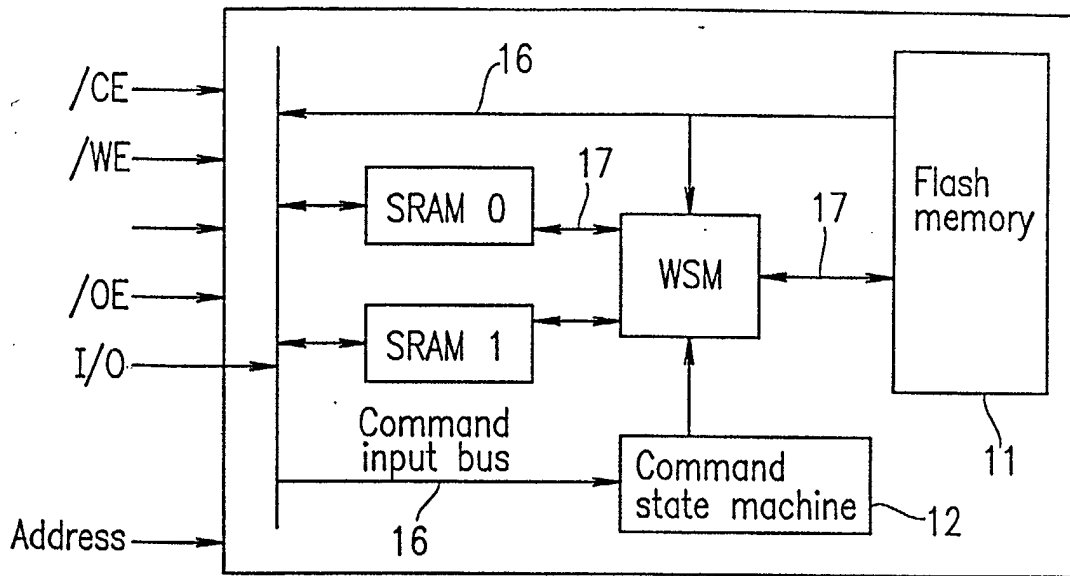 /CE
/WE
/OE
I/O
Address
16
SRAM 0
17
WSM
17
Flash
memory
SRAM 1
Command
input bus
16
Command
state machine
11
12